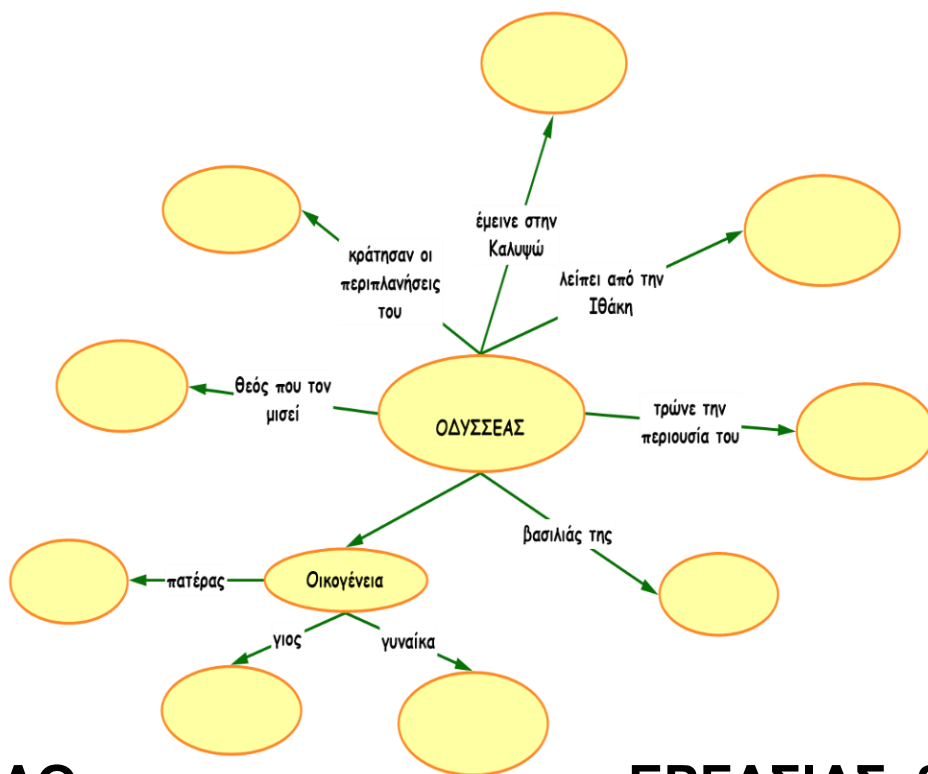 έμεινε στην
Καλυψώ
κράτησαν οι
περιπλανήσεις
του
λείπει από την
Ιθάκη
θεός που τον
μισεί
ΟΔΥΣΣΕΑΣ
τρώνε την
περιουσία του
βασιλιάς της
πατέρας
Οικογένεια
γιος
γυναίκα